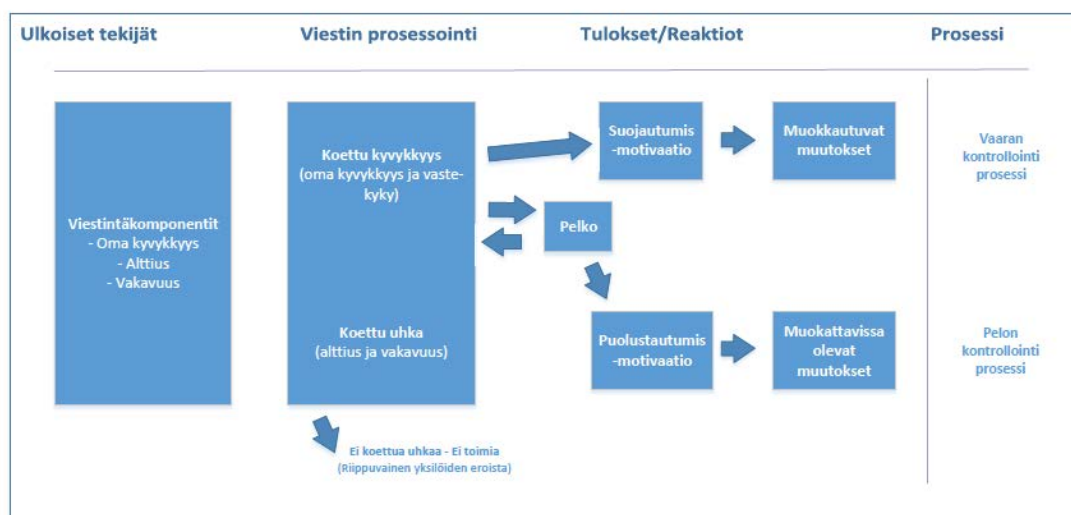 Ulkoiset tekijät
Viestin prosessointi
Tulokset/Reaktiot
Prosessi
Viestintäkomponentit
- Oma kyvykkyys
- Alttius
- Vakavuus
Koettu kyvykkyys
(oma kyvykkyys ja vaste-
kyky)
Koettu uhka
(alttius ja vakavuus)
Ei koettua uhkaa - Ei toimia
(Riippuvainen yksilöiden eroista)
Suojautumis
-motivaatio
Muokkautuvat
muutokset
Pelko
Puolustautumis
-motivaatio
Muokattavissa
olevat
muutokset
Vaaran
kontrollointi
prosessi
Pelon
kontrollointi
prosessi